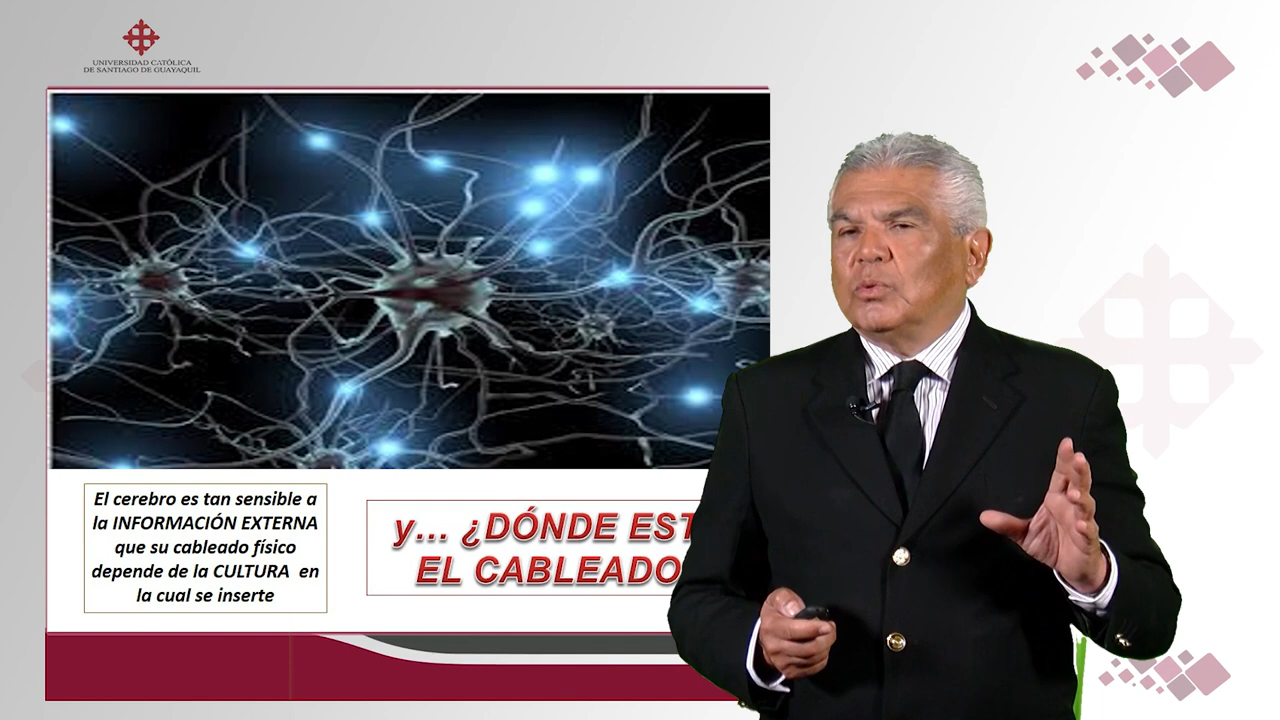 UNIVERSIDAD CATÓLICA
DE SANTIAGO DE GUAYAQUIL
El cerebro es tan sensible a
la INFORMACIÓN EXTERNA
que su cableado físico
depende de la CULTURA en
la cual se inserte
y... ¿DÓNDE
EL CABLEADO